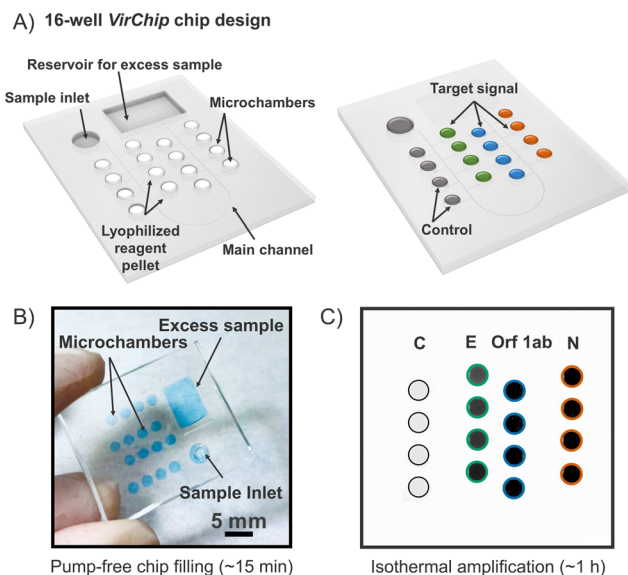 A) 16-well VirChip chip design
Reservoir for excess sample
Sample inlet
Microchambers
Lyophilized
reagent
pellet
Main channel
Target signal
Control
B)
Excess sample
Microchambers
Sample Inlet
5 mm
Pump-free chip filling (~15 min)
C)
C E Orf 1ab N
Isothermal amplification (~1 h)